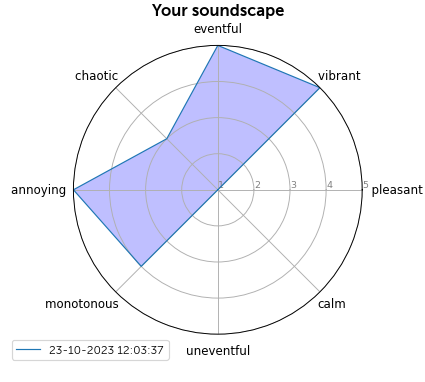 Your soundscape
eventful
chaotic
vibrant
annoying
1 2 3 4 5
pleasant
monotonous
calm
uneventful
23-10-2023 12:03:37